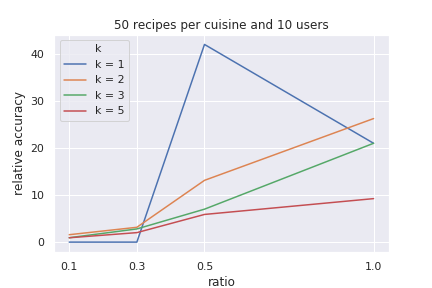 50 recipes per cuisine and 10 users
k
k = 1
k = 2
k = 3
k = 5
relative accuracy
40
30
20
10
0
0.1 0.3 0.5 1.0
ratio